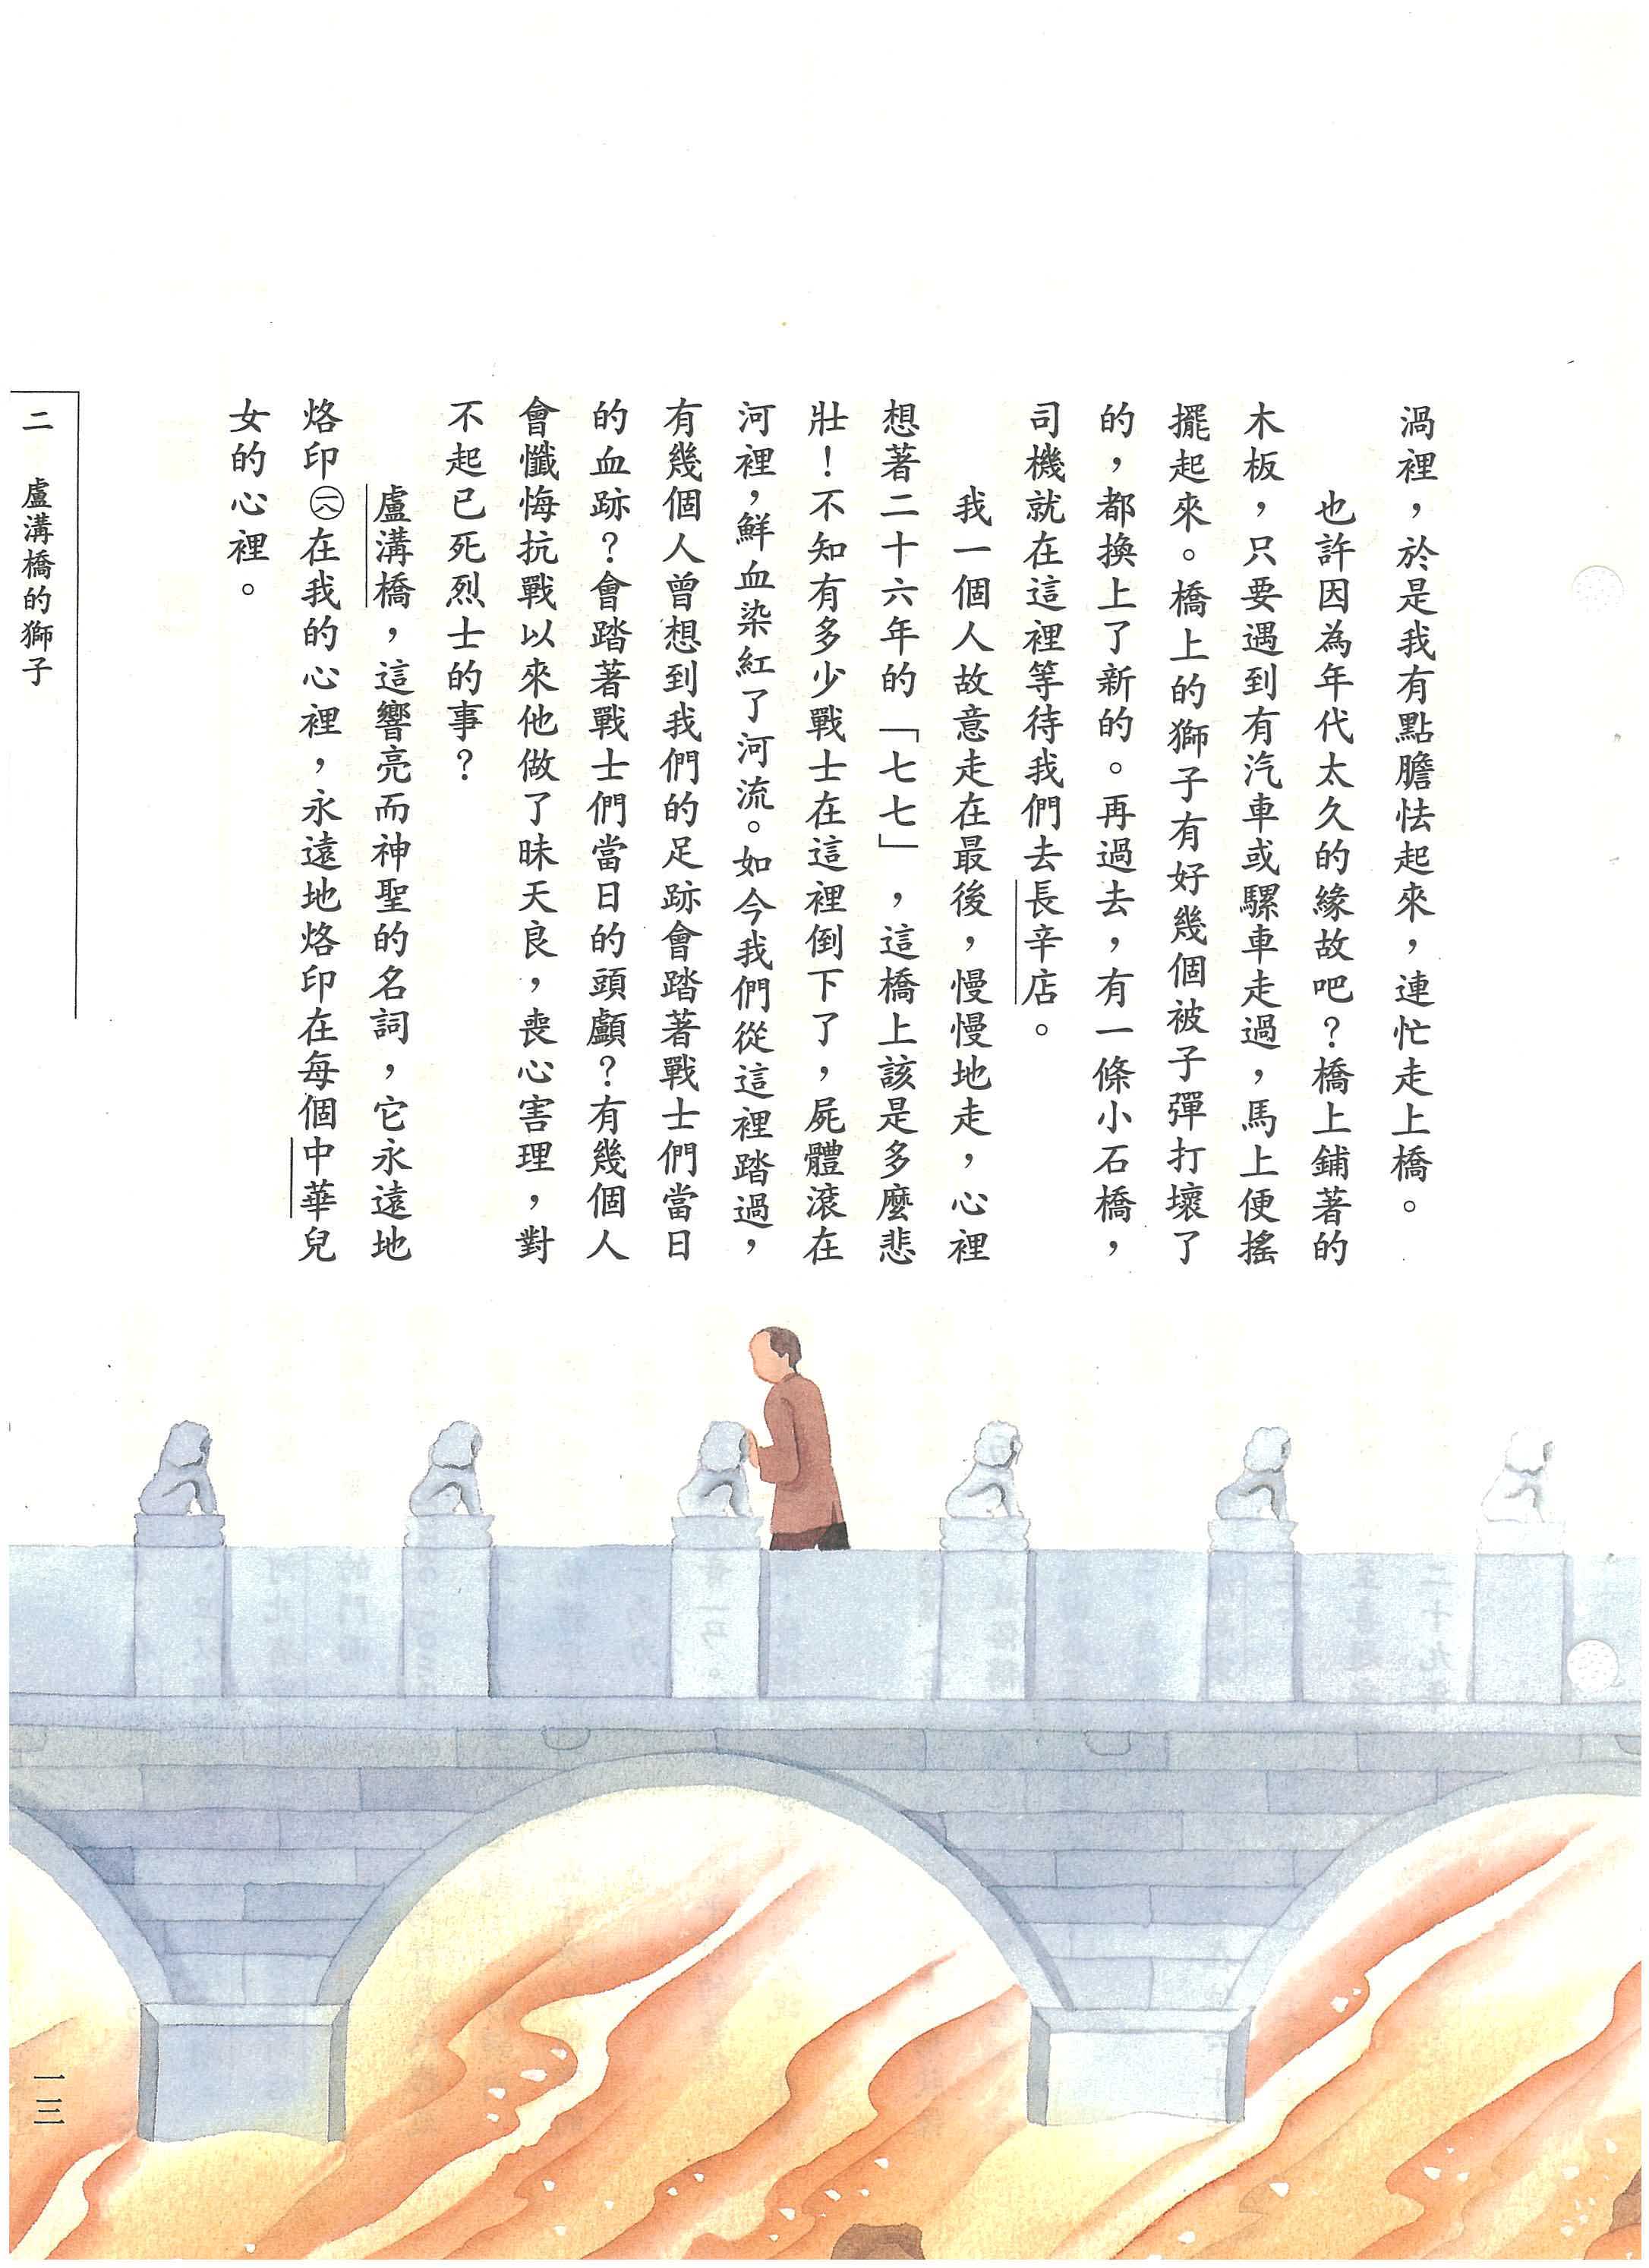 渦裡，於是我有點膽怯起來，連忙走上橋。
也許因為年代太久的緣故吧？橋上鋪著的
木板，只要遇到有汽車或騾車走過，馬上便搖
擺起來。橋上的獅子有好幾個被子彈打壞了
的，都換上了新的。再過去，有一條小石橋，
司機就在這裡等待我們去長辛店。
我一個人故意走在最後，慢慢地走，心裡
想著二十六年的「七七」，這橋上該是多麼悲
壯！不知有多少戰士在這裡倒下了，屍體滾在
河裡，鮮血染紅了河流。如今我們從這裡踏過，
有幾個人曾想到我們的足跡會踏著戰士們當日
的血跡？會踏著戰士們當日的頭顱？有幾個人
會懺悔抗戰以來他做了昧天良，喪心害理，對
不起已死烈士的事？
盧溝橋，這響亮而神聖的名詞，它永遠地
烙印㊀八在我的心裡，永遠地烙印在每個中華兒
女的心裡。
二　盧溝橋的獅子
一三